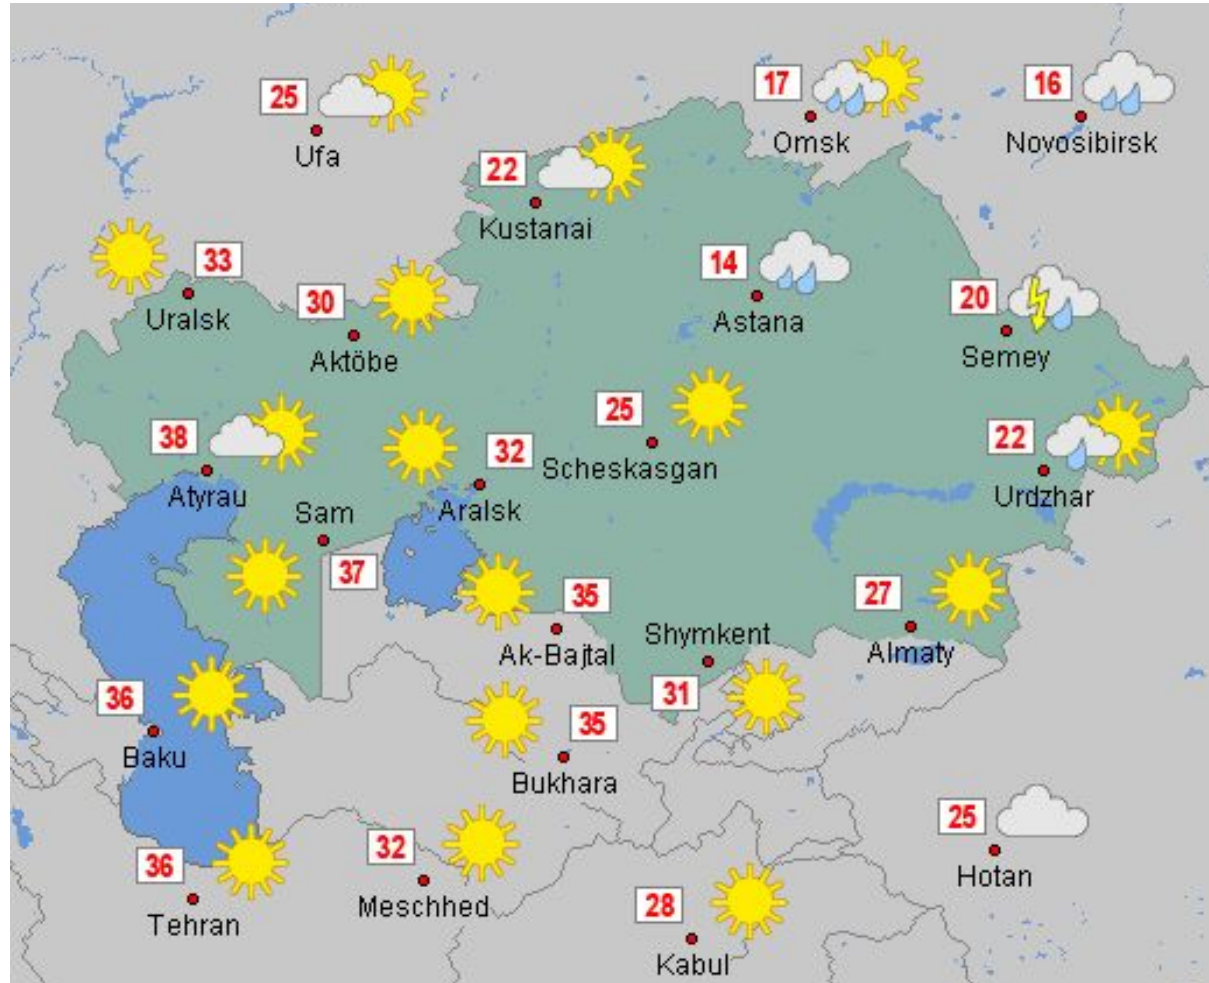 25
Ufa
17
Omsk
16
Novosibirsk
22
Kustanai
33
Uralsk
30
Aktöbe
14
Astana
20
Semey
38
Atyrau
32
Aralsk
25
Scheskasgan
22
Urdzhar
Sam
37
35
Ak-Bajtal
Shymkent
31
27
Almaty
36
Baku
35
Bukhara
36
Tehran
32
Meschhed
28
Kabul
25
Hotan